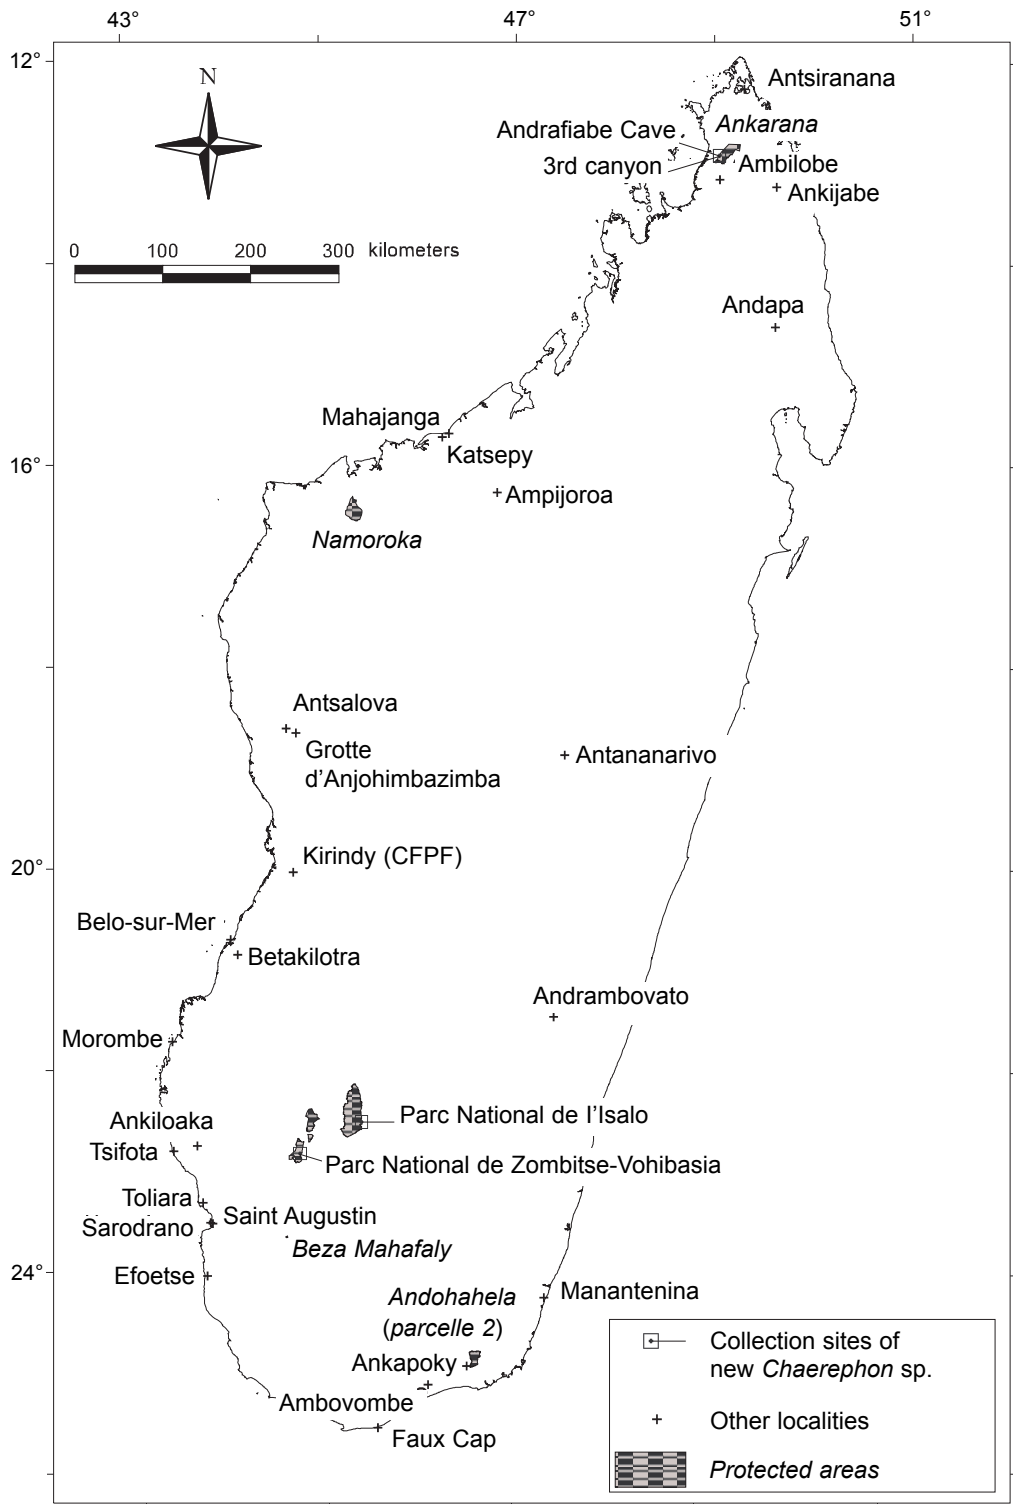 43°
47°
51°
12°
N
Antsiranana
Andrafiabe Cave
Ankarana
3rd canyon
Ambilobe
Ankijabe
0 100 200 300 kilometers
Andapa
Mahajanga
Katsepy
16°
Ampijoroa
Namoroka
Antsalova
Grotte
d'Anjohimbazimba
Antananarivo
Kirindy (CFPF)
20°
Belo-sur-Mer
Betakilotra
Andrambovato
Morombe
Ankiloaka
Parc National de l'Isalo
Tsifota
Parc National de Zombitse-Vohibasia
Toliara
Saint Augustin
Sarodrano
Beza Mahafaly
24°
Efoetse
Andohahela
(parcelle 2)
Manantenina
Ankapoky
Ambovombe
Faux Cap
Collection sites of
new Chaerephon sp.
Other localities
Protected areas